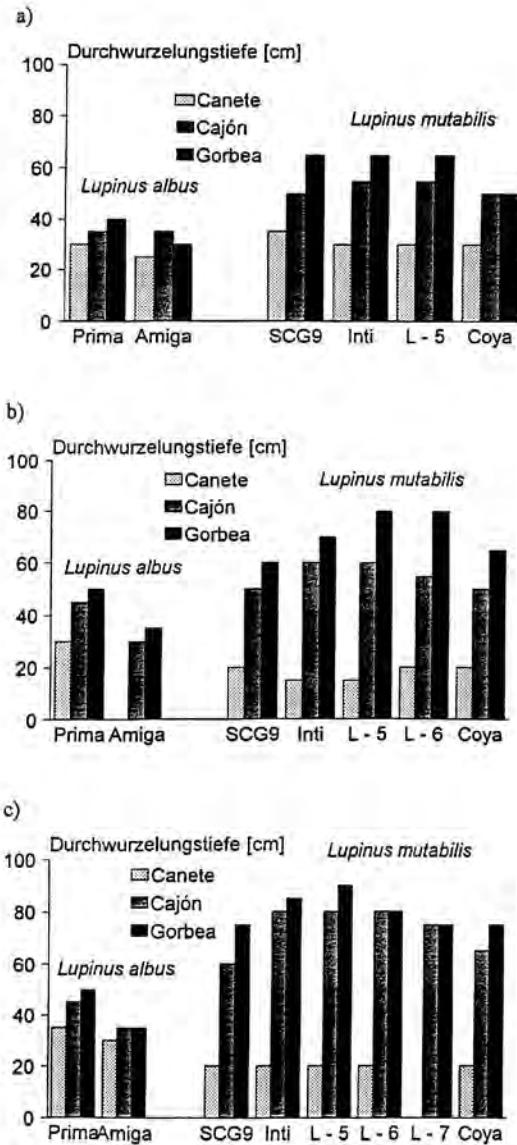 a)
Durchwurzelungstiefe [cm]
100
80
60
40
20
0
Canete
Cajón
Gorbea
Lupinus albus
Lupinus mutabilis
Prima Amiga SCG9 Inti L - 5 Coya
b)
Durchwurzelungstiefe [cm]
100
80
60
40
20
0
Canete
Cajón
Gorbea
Lupinus albus
Lupinus mutabilis
Prima Amiga SCG9 Inti L - 5 L - 6 Coya
c)
Durchwurzelungstiefe [cm]
100
80
60
40
20
0
Canete
Cajón
Gorbea
Lupinus albus
Lupinus mutabilis
Prima Amiga SCG9 Inti L - 5 L - 6 L - 7 Coya